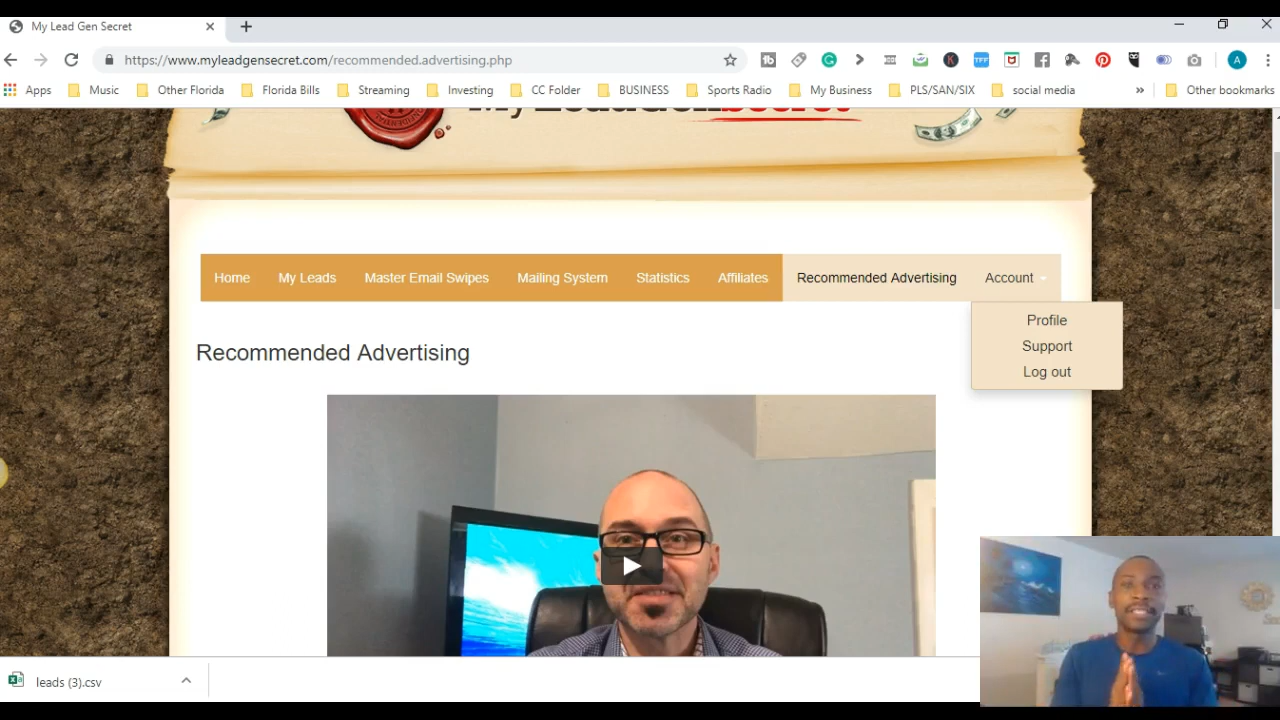 My Lead Gen Secret
https://www.myleadgensecret.com/recommended.advertising.php
Apps Music Other Florida Florida Bills Streaming Investing CC Folder BUSINESS Sports Radio My Business PLS/SAN/SIX social media » Other bookmarks
MyLeadGenSecret
Home My Leads Master Email Swipes Mailing System Statistics Affiliates Recommended Advertising Account
Profile
Support
Log out
Recommended Advertising
leads (3).csv